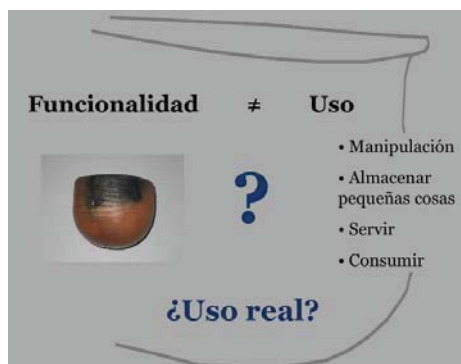 Funcionalidad ≠ Uso
• Manipulación
• Almacenar
pequeñas cosas
?
• Servir
• Consumir
¿Uso real?